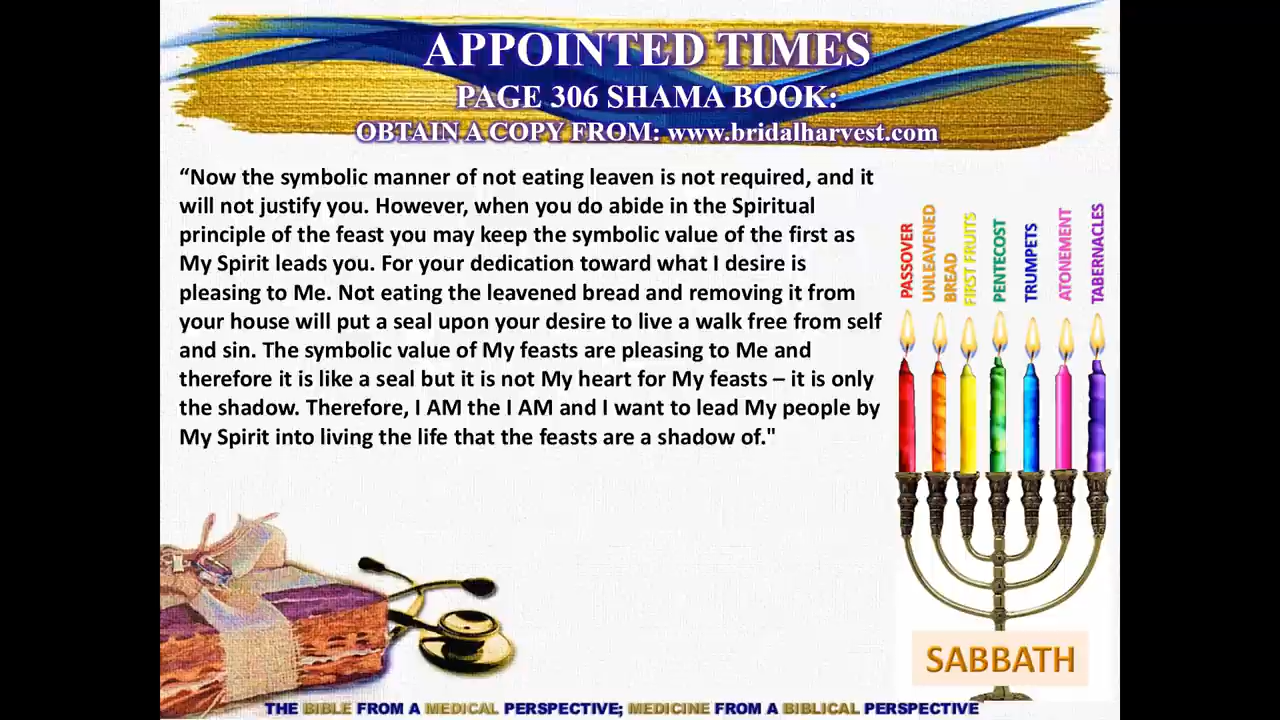 APPOINTED TIMES
PAGE 306 SHAMA BOOK:
OBTAIN A COPY FROM: www.bridalharvest.com
“Now the symbolic manner of not eating leaven is not required, and it
will not justify you. However, when you do abide in the Spiritual
principle of the feast you may keep the symbolic value of the first as
My Spirit leads you. For your dedication toward what I desire is
pleasing to Me. Not eating the leavened bread and removing it from
your house will put a seal upon your desire to live a walk free from self
and sin. The symbolic value of My feasts are pleasing to Me and
therefore it is like a seal but it is not My heart for My feasts – it is only
the shadow. Therefore, I AM the I AM and I want to lead My people by
My Spirit into living the life that the feasts are a shadow of."
PASSOVER
UNLEAVENED
BREAD
FIRST FRUITS
PENTECOST
TRUMPETS
ATONEMENT
TABERNACLES
SABBATH
THE BIBLE FROM A MEDICAL PERSPECTIVE; MEDICINE FROM A BIBLICAL PERSPECTIVE